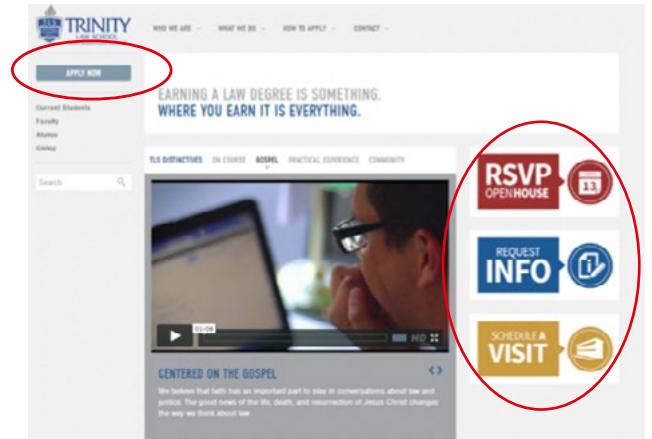 TLS
TRINITY
LAW SCHOOL
WHO WE ARE
WHAT WE DO
HOW TO APPLY
CONTACT
APPLY NOW
Current Students
Faculty
Alumni
Giving
Search
EARNING A LAW DEGREE IS SOMETHING.
WHERE YOU EARN IT IS EVERYTHING.
TLS DISTINCTIVES ON COURSE GOSPEL PRACTICAL EXPERIENCE COMMUNITY
01:06
HD
CENTERED ON THE GOSPEL
We believe that faith has an important part to play in conversations about law and
justice. The good news of the life, death, and resurrection of Jesus Christ changes
the way we think about law.
RSVP
OPEN HOUSE
13
REQUEST
INFO
SCHEDULE A
VISIT